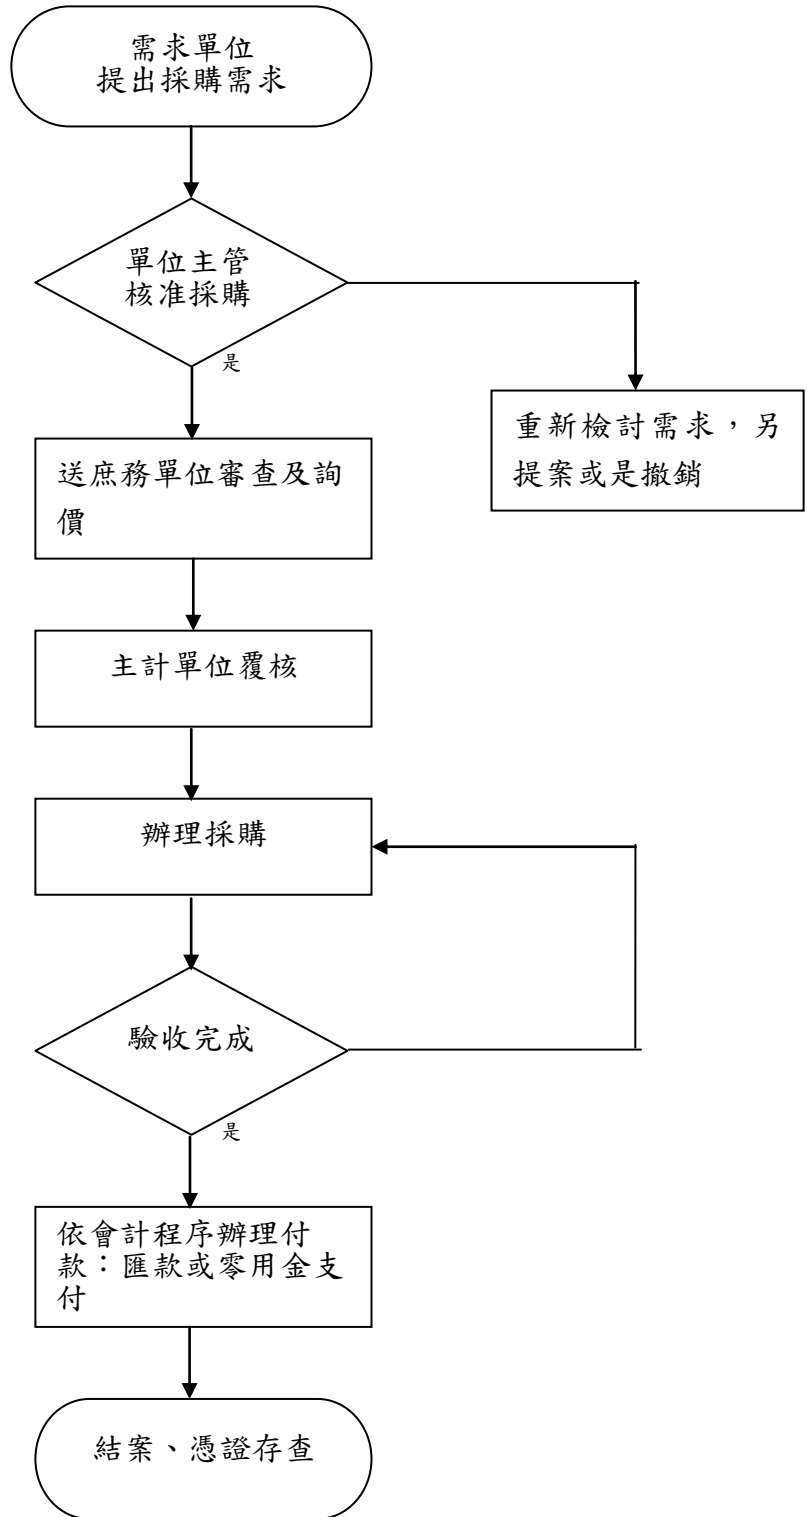 需求單位
提出採購需求
單位主管
核准採購
是
重新檢討需求，另
提案或是撤銷
送庶務單位審查及詢
價
主計單位覆核
辦理採購
驗收完成
是
依會計程序辦理付
款：匯款或零用金支
付
結案、憑證存查